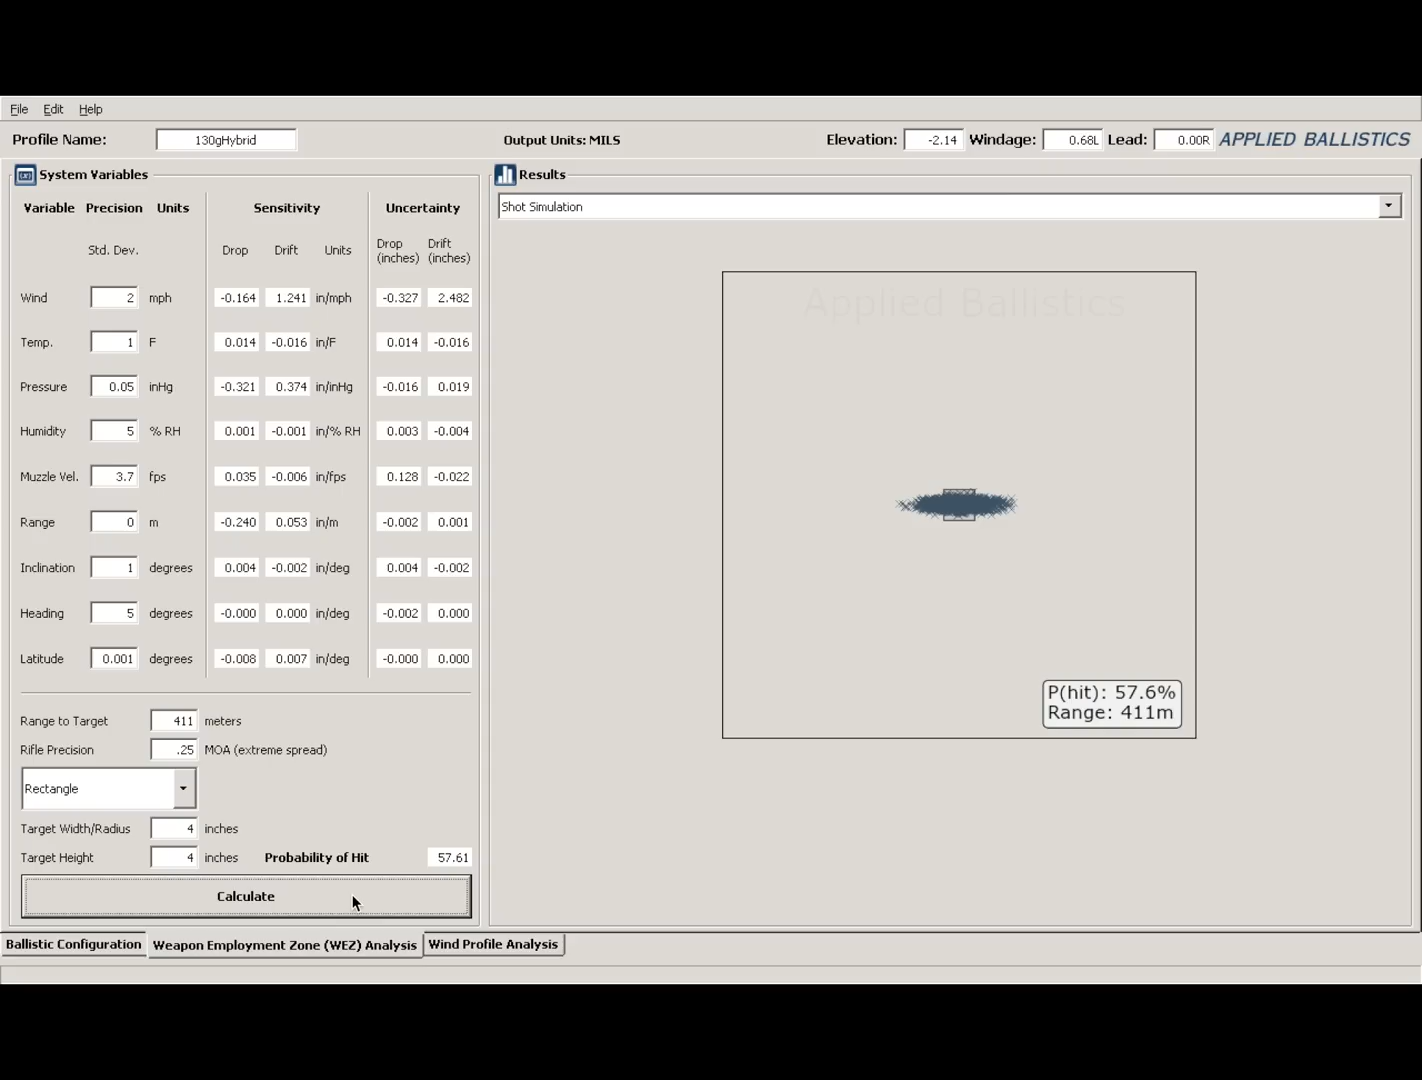 File Edit Help
Profile Name: 130gHybrid Output Units: MILS Elevation: -2.14 Windage: 0.68L Lead: 0.00R APPLIED BALLISTICS
System Variables
Variable Precision Units Sensitivity Uncertainty
Std. Dev. Drop Drift Units Drop (inches) Drift (inches)
Wind 2 mph -0.164 1.241 in/mph -0.327 2.482
Temp. 1 F 0.014 -0.016 in/F 0.014 -0.016
Pressure 0.05 inHg -0.321 0.374 in/inHg -0.016 0.019
Humidity 5 % RH 0.001 -0.001 in/% RH 0.003 -0.004
Muzzle Vel. 3.7 fps 0.035 -0.006 in/fps 0.128 -0.022
Range 0 m -0.240 0.053 in/m -0.002 0.001
Inclination 1 degrees 0.004 -0.002 in/deg 0.004 -0.002
Heading 5 degrees -0.000 0.000 in/deg -0.002 0.000
Latitude 0.001 degrees -0.008 0.007 in/deg -0.000 0.000
Range to Target 411 meters
Rifle Precision .25 MOA (extreme spread)
Rectangle
Target Width/Radius 4 inches
Target Height 4 inches Probability of Hit 57.61
Calculate
Results
Shot Simulation
Applied Ballistics
P(hit): 57.6%
Range: 411m
Ballistic Configuration Weapon Employment Zone (WEZ) Analysis Wind Profile Analysis